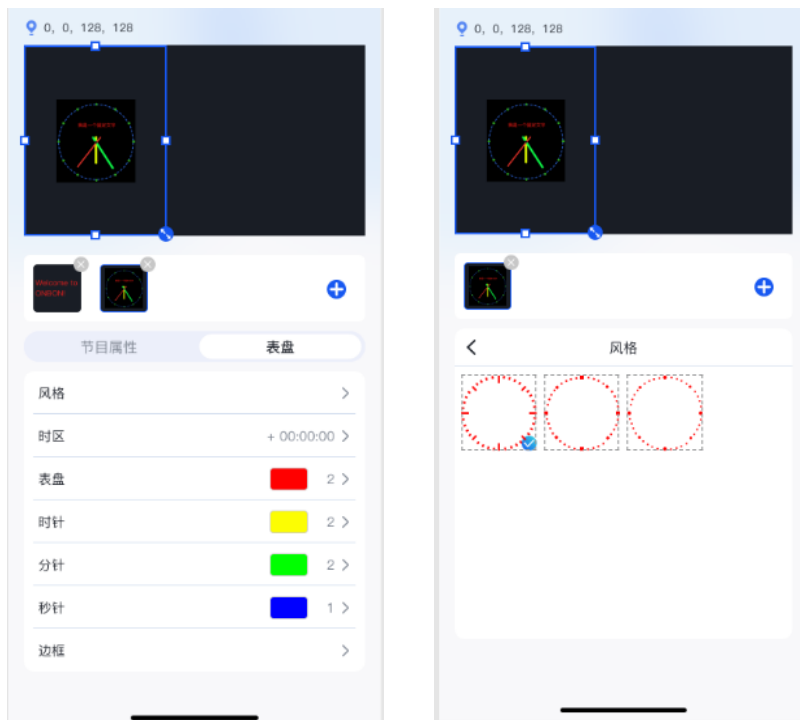 0, 0, 128, 128
Welcome to
ONBON!
节目属性
表盘
风格
时区 + 00:00:00
表盘 2
时针 2
分针 2
秒针 1
边框
0, 0, 128, 128
风格